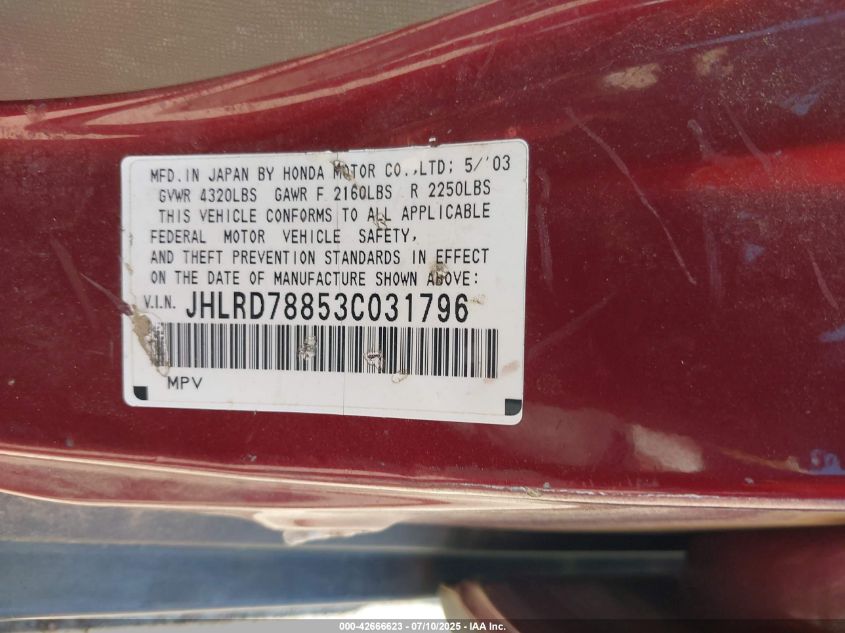 MFD.IN JAPAN BY HONDA MOTOR CO.,LTD; 5/'03
GVWR 4320LBS GAWR F 2160LBS R 2250LBS
THIS VEHICLE CONFORMS TO ALL APPLICABLE
FEDERAL MOTOR VEHICLE SAFETY,
AND THEFT PREVENTION STANDARDS IN EFFECT
ON THE DATE OF MANUFACTURE SHOWN ABOVE:
V.I.N. JHLRD78853C031796
MPV
000-42666623 - 07/10/2025 - IAA Inc.